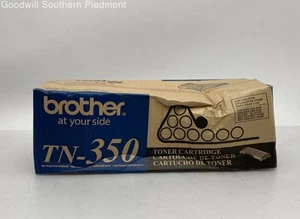 Goodwill Southern Piedmont
brother®
at your side
TN-350
TONER CARTRIDGE
CARTOUCHE DE TONER
CARTUCHO DE TONER